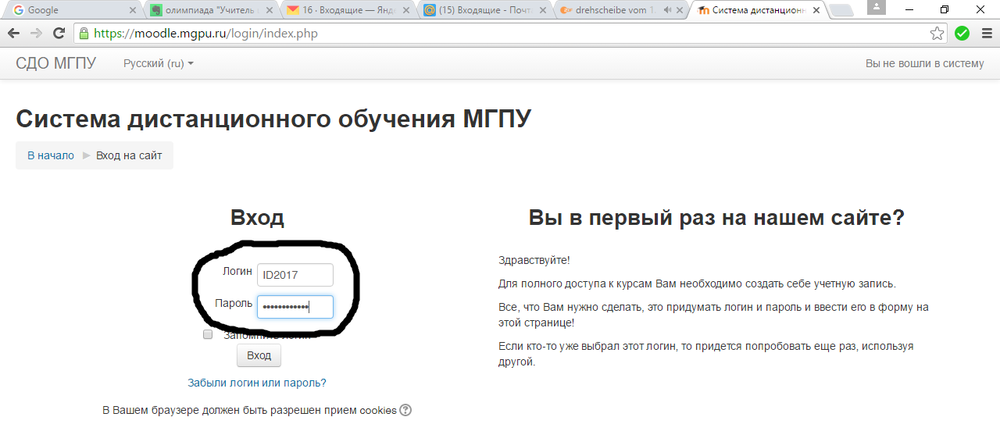 Google
олимпиада "Учитель
16 · Входящие — Янд
(15) Входящие - Почт
drehscheibe vom 1
Система дистанцион
https://moodle.mgpu.ru/login/index.php
СДО МГПУ
Русский (ru)
Вы не вошли в систему
Система дистанционного обучения МГПУ
В начало
Вход на сайт
Вход
Логин
ID2017
Пароль
••••••••••••
Запомнить логин
Вход
Забыли логин или пароль?
В Вашем браузере должен быть разрешен прием cookies
Вы в первый раз на нашем сайте?
Здравствуйте!
Для полного доступа к курсам Вам необходимо создать себе учетную запись.
Все, что Вам нужно сделать, это придумать логин и пароль и ввести его в форму на
этой странице!
Если кто-то уже выбрал этот логин, то придется попробовать еще раз, используя
другой.